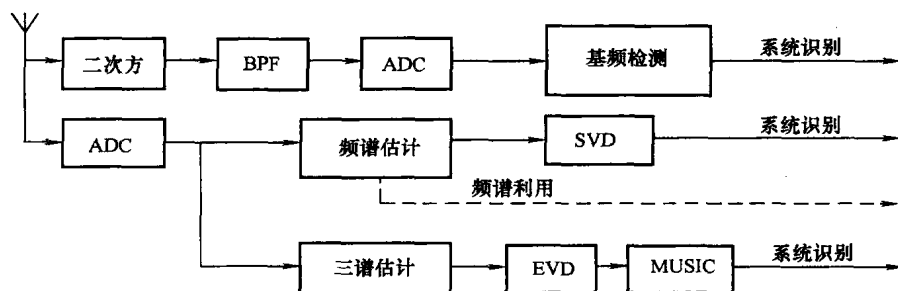 二次方
BPF
ADC
基频检测
系统识别
ADC
频谱估计
SVD
系统识别
频谱利用
三谱估计
EVD
MUSIC
系统识别